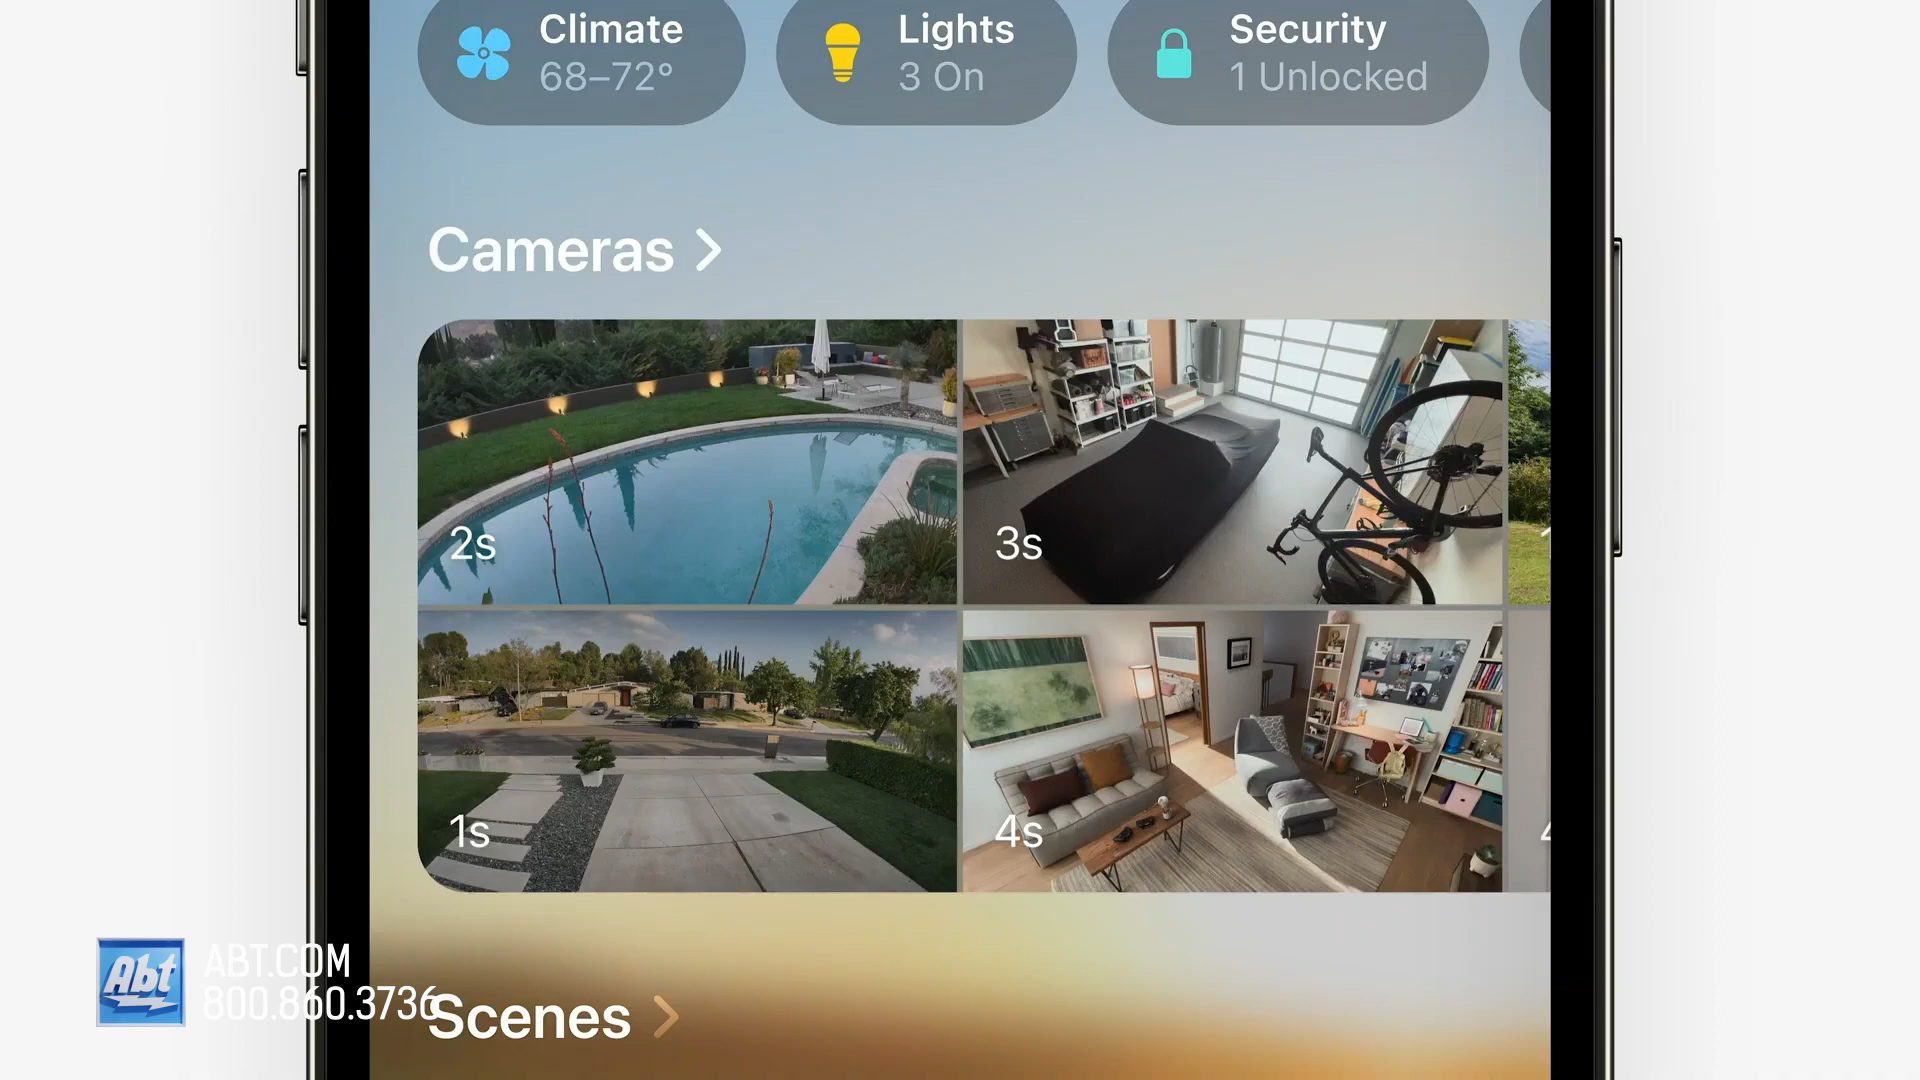 Climate
68–72°
Lights
3 On
Security
1 Unlocked
Cameras
2s
3s
1s
4s
Abt
ABT.COM
800.860.3736
Scenes